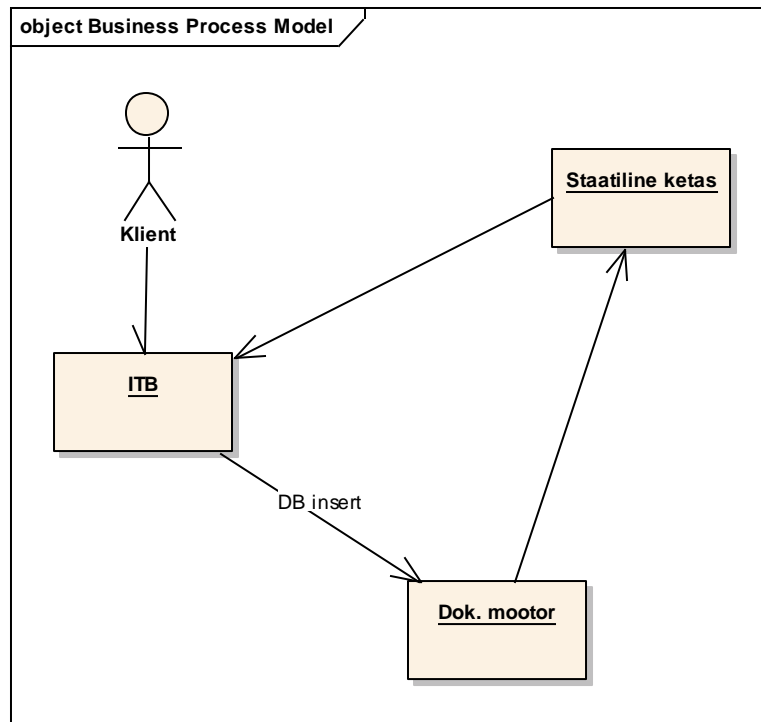 object Business Process Model
Klient
Staatiline ketas
ITB
DB insert
Dok. mootor